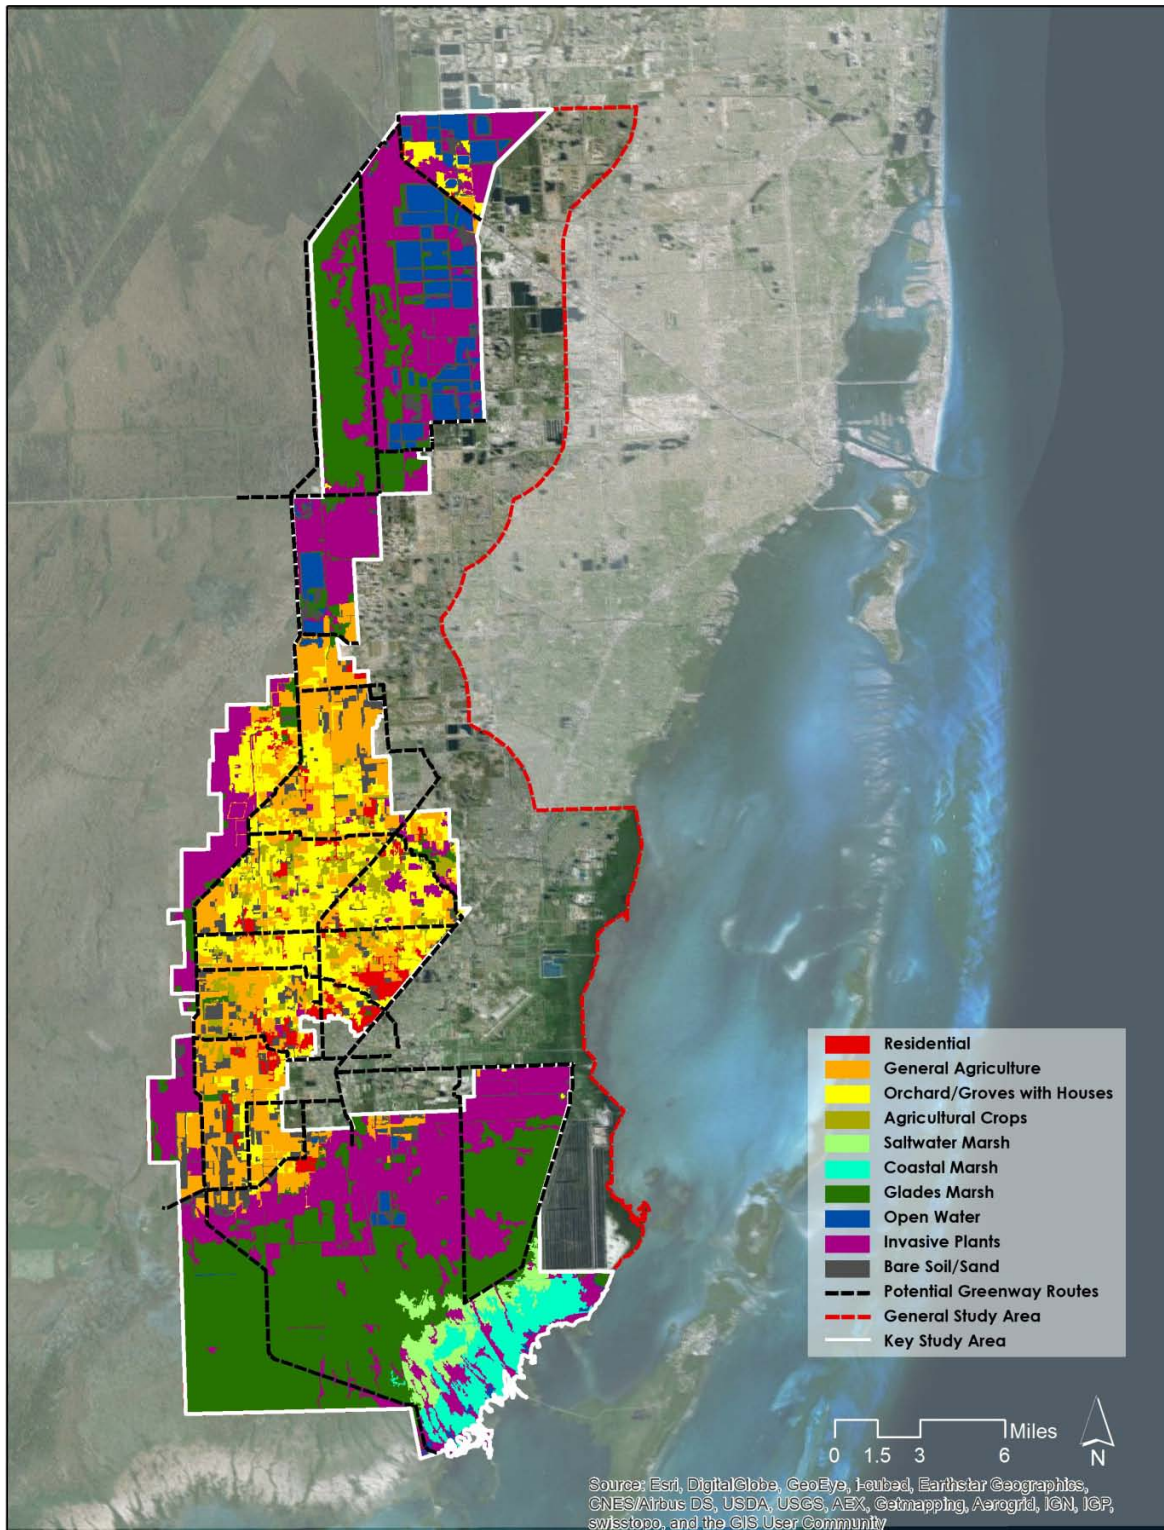 Residential
General Agriculture
Orchard/Groves with Houses
Agricultural Crops
Saltwater Marsh
Coastal Marsh
Glades Marsh
Open Water
Invasive Plants
Bare Soil/Sand
Potential Greenway Routes
General Study Area
Key Study Area
Miles
0 1.5 3 6
N
Source: Esri, DigitalGlobe, GeoEye, i-cubed, Earthstar Geographics,
CNES/Airbus DS, USDA, USGS, AEX, Getmapping, Aerogrid, IGN, IGP,
swisstopo, and the GIS User Community